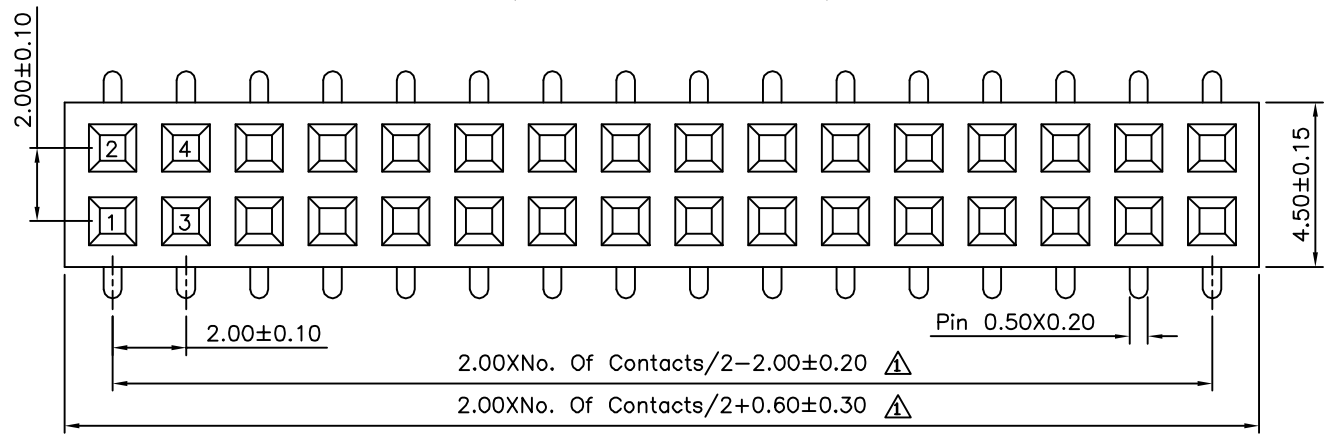 2.00±0.10
2 4
1 3
4.50±0.15
2.00±0.10
Pin 0.50X0.20
2.00XNo. Of Contacts/2-2.00±0.20 1
2.00XNo. Of Contacts/2+0.60±0.30 1